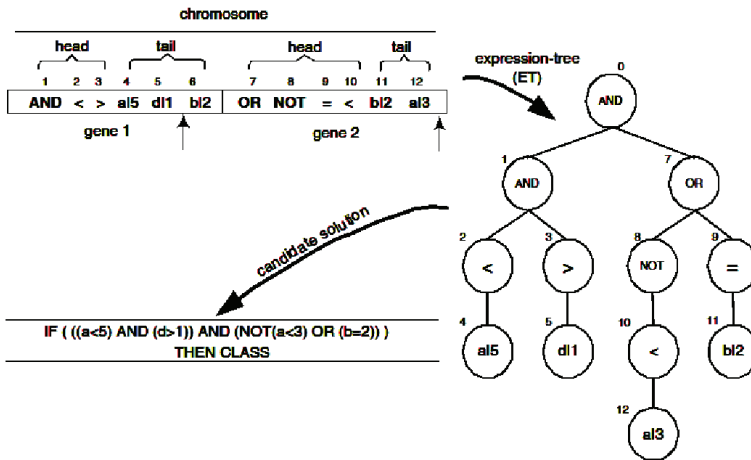 chromosome
head tail head tail
1 2 3 4 5 6 7 8 9 10 11 12
AND < > al5 dl1 bl2 OR NOT = < bl2 al3
gene 1 gene 2
expression-tree
(ET)
candidate solution
IF ( ((a<5) AND (d>1)) AND (NOT(a<3) OR (b=2)) )
THEN CLASS
0
AND
1 7
AND OR
2 3 8 9
< > NOT =
4 5 10 11
al5 dl1 < bl2
12
al3